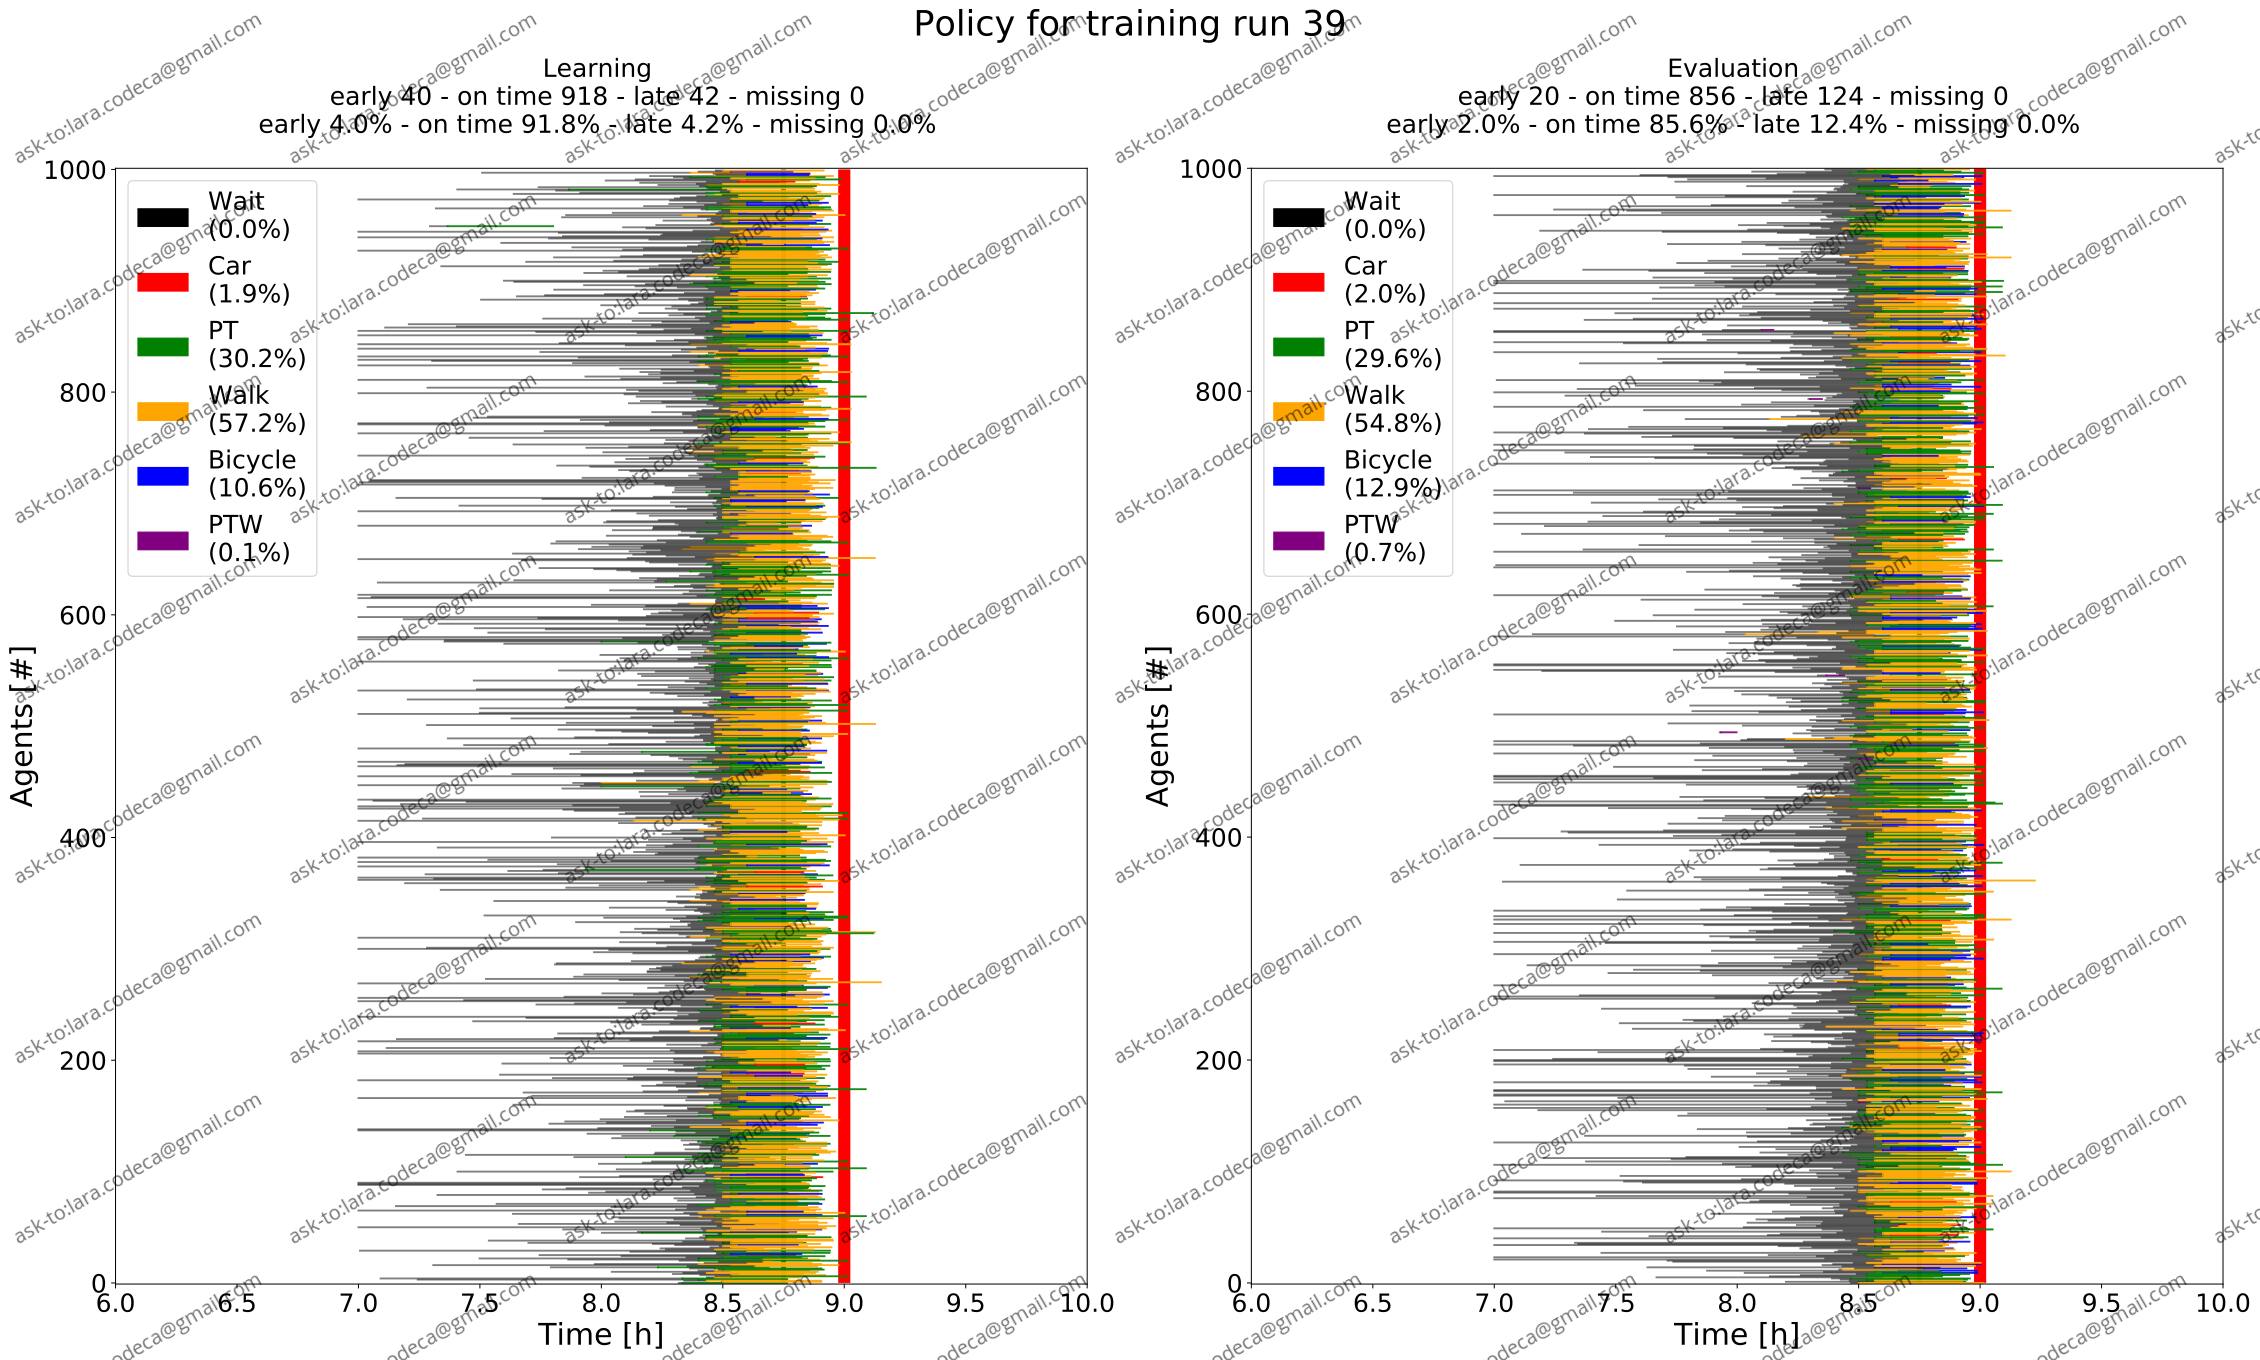 Policy for training run 39
Learning
early 40 - on time 918 - late 42 - missing 0
early 4.0% - on time 91.8% - late 4.2% - missing 0.0%
1000
800
600
400
200
0
Agents [#]
Wait
(0.0%)
Car
(1.9%)
PT
(30.2%)
Walk
(57.2%)
Bicycle
(10.6%)
PTW
(0.1%)
6.0 6.5 7.0 7.5 8.0 8.5 9.0 9.5 10.0
Time [h]
Evaluation
early 20 - on time 856 - late 124 - missing 0
early 2.0% - on time 85.6% - late 12.4% - missing 0.0%
1000
800
600
400
200
0
Agents [#]
Wait
(0.0%)
Car
(2.0%)
PT
(29.6%)
Walk
(54.8%)
Bicycle
(12.9%)
PTW
(0.7%)
6.0 6.5 7.0 7.5 8.0 8.5 9.0 9.5 10.0
Time [h]
ask-to:lara.codeca@gmail.com